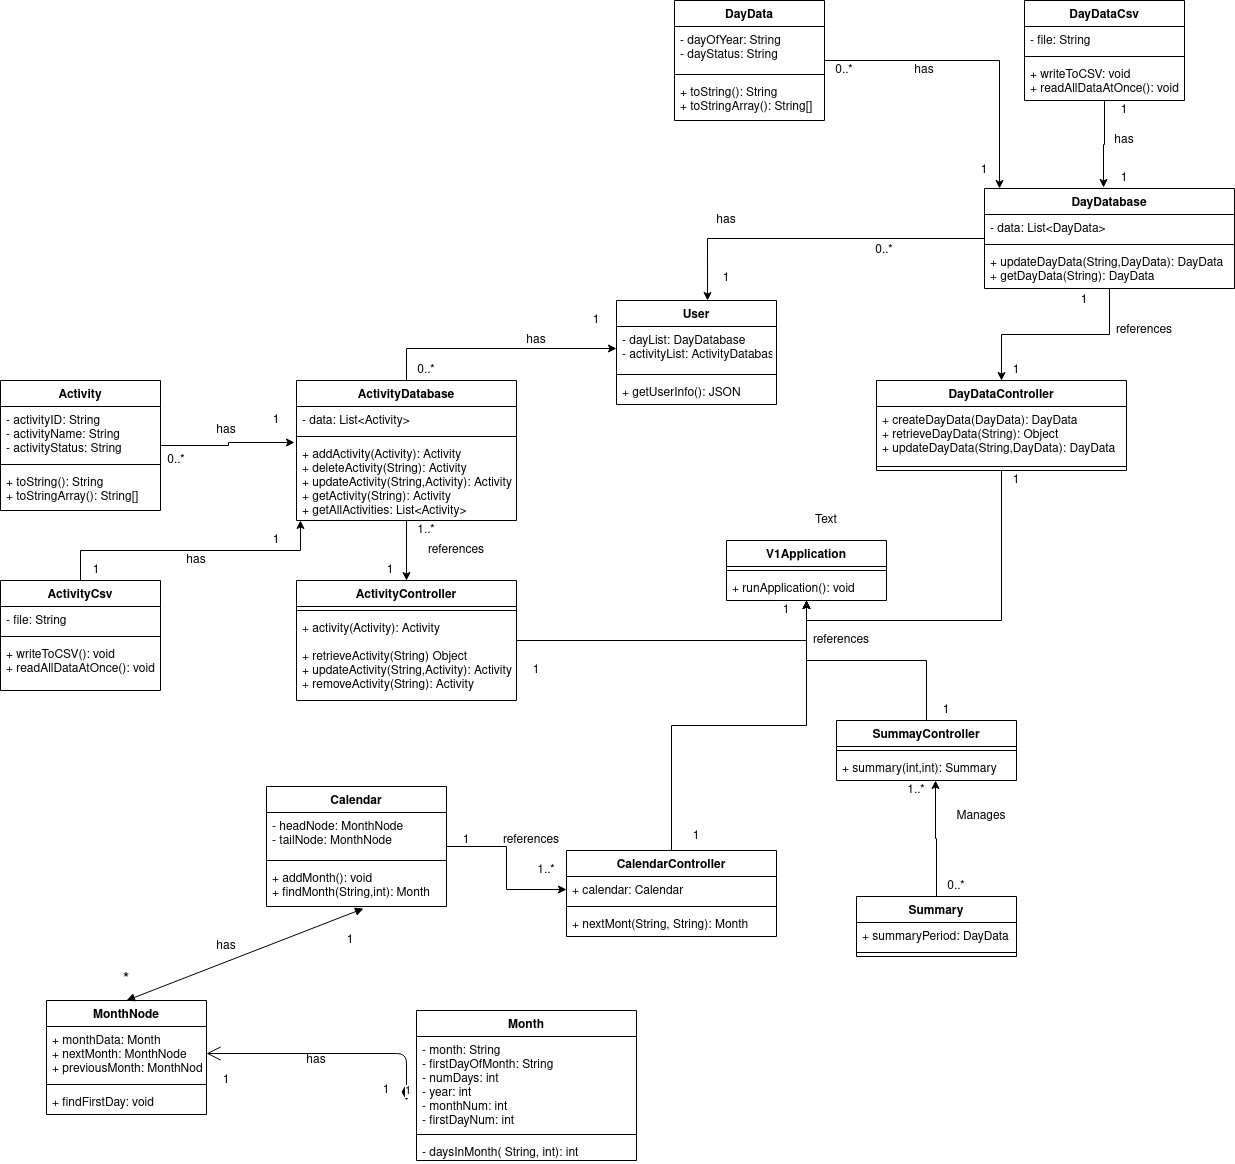 DayData
- dayOfYear: String
- dayStatus: String
+ toString(): String
+ toStringArray(): String[]
0..*
has
1
DayDataCsv
- file: String
+ writeToCSV: void
+ readAllDataAtOnce(): void
1
has
1
DayDatabase
- data: List<DayData>
+ updateDayData(String,DayData): DayData
+ getDayData(String): DayData
has
0..*
1
1
references
1
User
- dayList: DayDatabase
- activityList: ActivityDatabas
+ getUserInfo(): JSON
1
has
0..*
Activity
- activityID: String
- activityName: String
- activityStatus: String
+ toString(): String
+ toStringArray(): String[]
1
has
0..*
ActivityDatabase
- data: List<Activity>
+ addActivity(Activity): Activity
+ deleteActivity(String): Activity
+ updateActivity(String,Activity): Activity
+ getActivity(String): Activity
+ getAllActivities: List<Activity>
DayDataController
+ createDayData(DayData): DayData
+ retrieveDayData(String): Object
+ updateDayData(String,DayData): DayData
1
1
has
1
1..*
references
1
Text
V1Application
+ runApplication(): void
1
references
ActivityCsv
- file: String
+ writeToCSV(): void
+ readAllDataAtOnce(): void
ActivityController
+ activity(Activity): Activity
+ retrieveActivity(String) Object
+ updateActivity(String,Activity): Activity
+ removeActivity(String): Activity
1
1
SummayController
+ summary(int,int): Summary
1..*
Manages
0..*
Summary
+ summaryPeriod: DayData
Calendar
- headNode: MonthNode
- tailNode: MonthNode
+ addMonth(): void
+ findMonth(String,int): Month
1
references
1..*
1
CalendarController
+ calendar: Calendar
+ nextMont(String, String): Month
has
1
*
MonthNode
+ monthData: Month
+ nextMonth: MonthNode
+ previousMonth: MonthNod
+ findFirstDay: void
has
1
1
1
Month
- month: String
- firstDayOfMonth: String
- numDays: int
- year: int
- monthNum: int
- firstDayNum: int
- daysInMonth( String, int): int